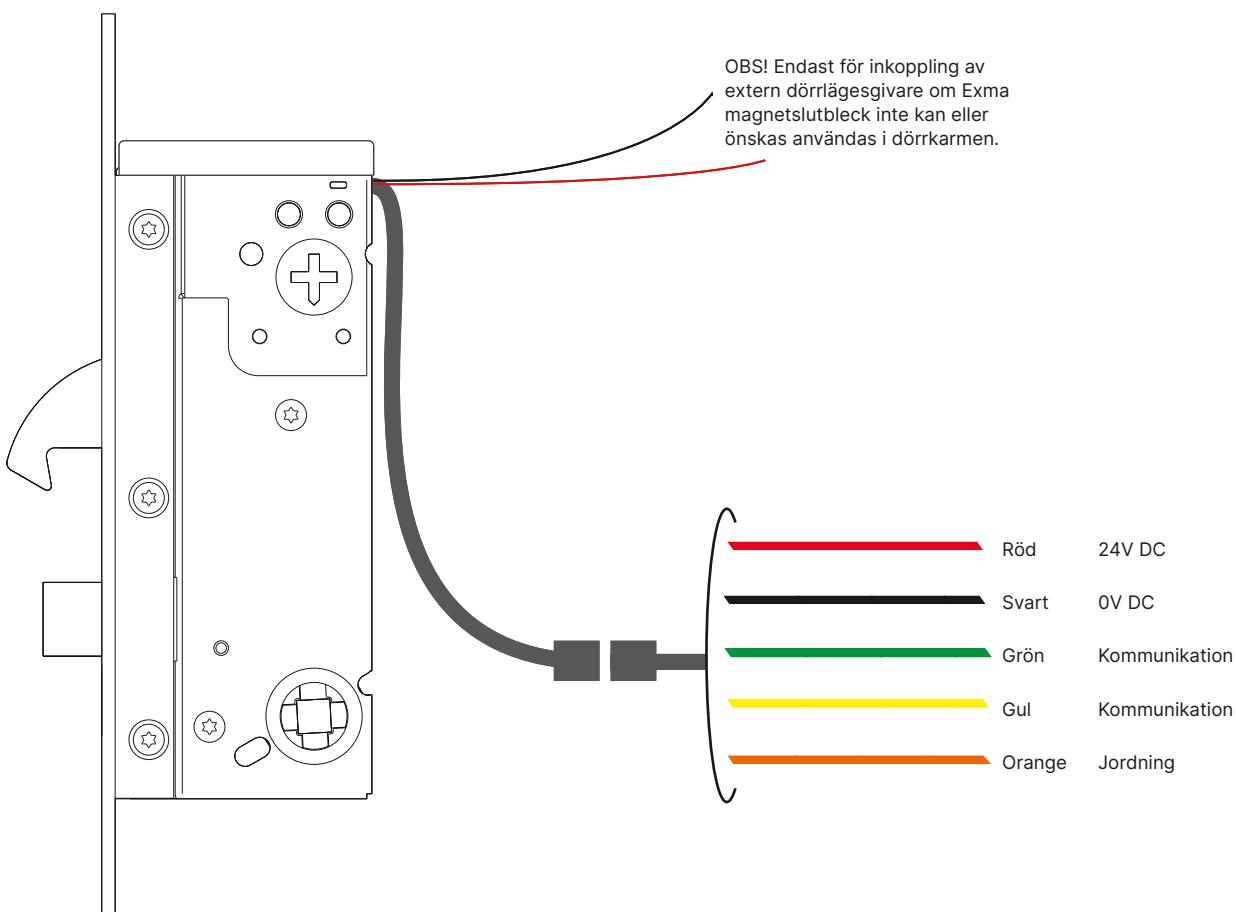 OBS! Endast för inkoppling av
extern dörrlägesgivare om Exma
magnetslutbleck inte kan eller
önskas användas i dörrkarmen.
Röd 24V DC
Svart 0V DC
Grön Kommunikation
Gul Kommunikation
Orange Jordning